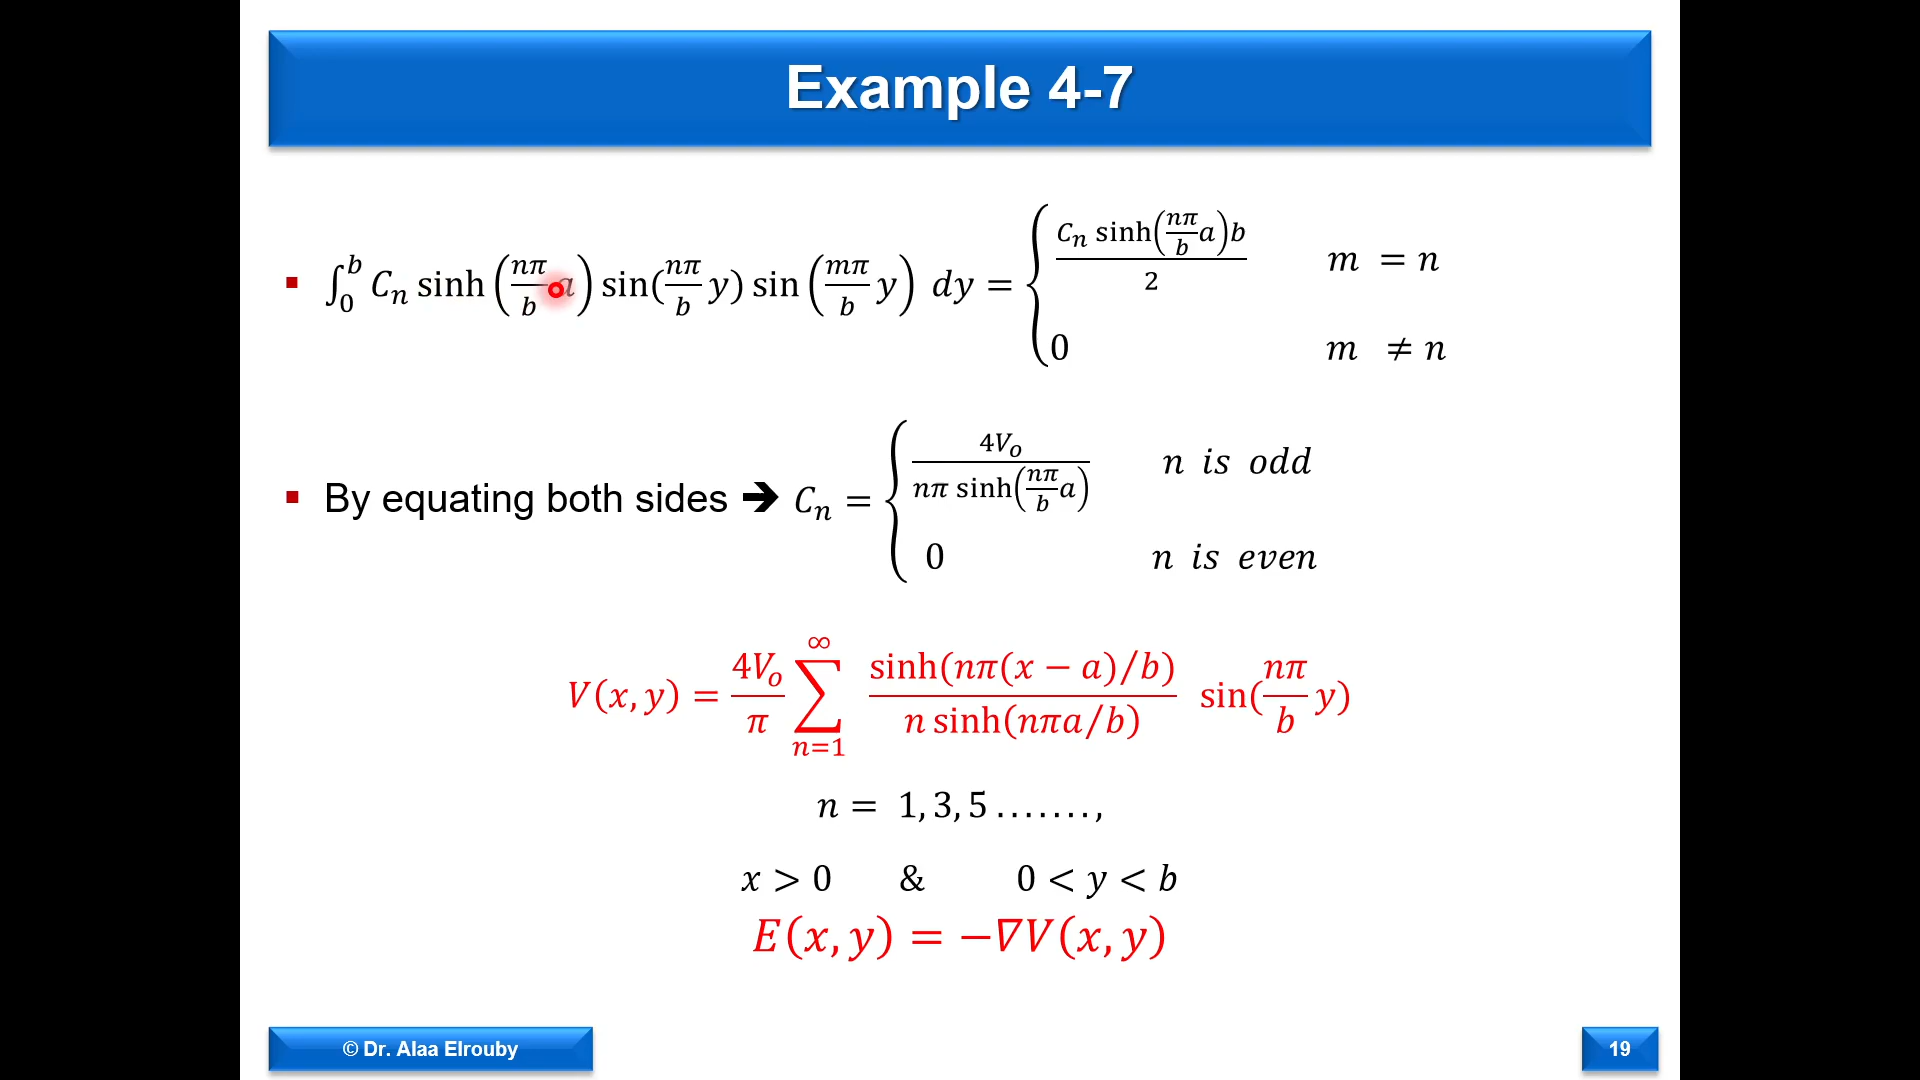 Example 4-7
▪ ∫₀ᵇ Cₙ sinh(nπ/b a) sin(nπ/b y) sin(mπ/b y) dy = { Cₙ sinh(nπ/b a)b / 2    m = n
0    m ≠ n
▪ By equating both sides ➔ Cₙ = { 4Vₒ / nπ sinh(nπ/b a)    n is odd
0    n is even
V(x, y) = 4Vₒ/π ∑ₙ₌₁^∞ sinh(nπ(x − a)/b) / n sinh(nπa/b) sin(nπ/b y)
n = 1, 3, 5 . . . . . . . ,
x > 0    &    0 < y < b
E(x, y) = −∇V(x, y)
© Dr. Alaa Elrouby
19